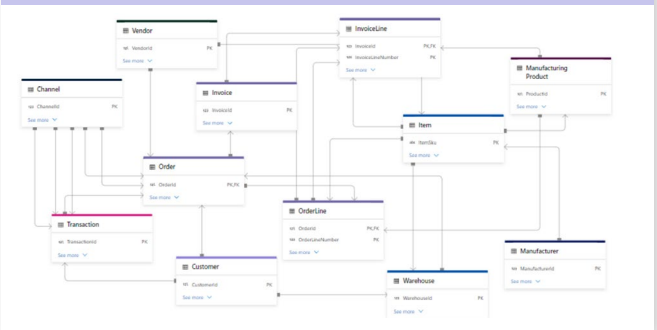 Vendor
VendorId PK
See more
InvoiceLine
InvoiceId PK,FK
InvoiceLineNumber PK
See more
Manufacturing
Product
ProductId PK
See more
Channel
ChannelId PK
See more
Invoice
InvoiceId PK
See more
Item
ItemSku PK
See more
Order
OrderId PK,FK
See more
OrderLine
OrderId PK,FK
OrderLineNumber PK
See more
Transaction
TransactionId PK
See more
Customer
CustomerId PK
See more
Warehouse
WarehouseId PK
See more
Manufacturer
ManufacturerId PK
See more